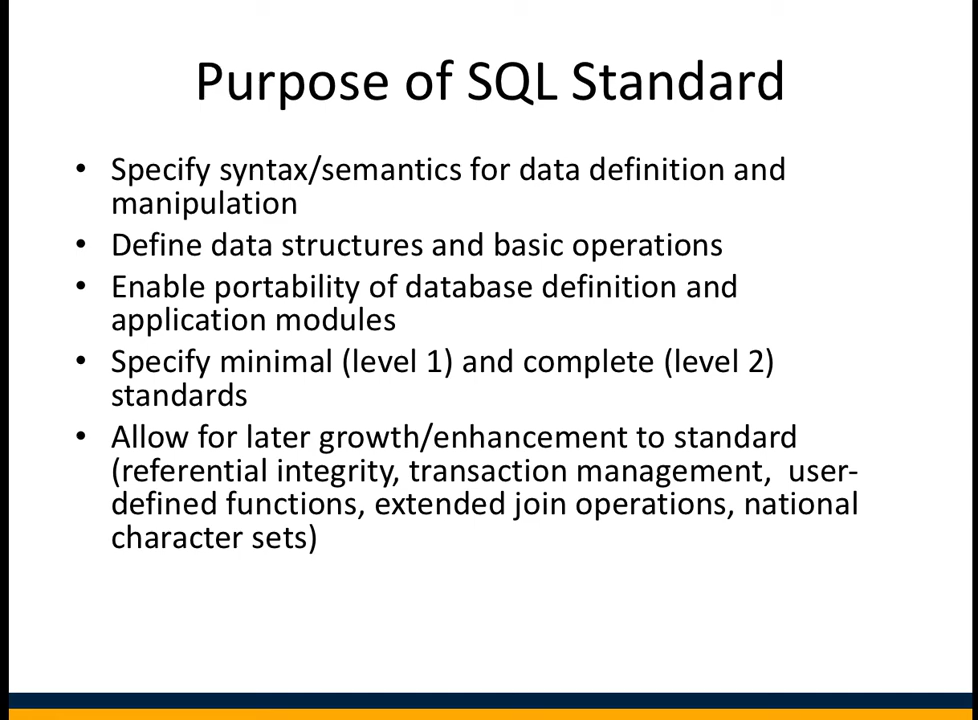 Purpose of SQL Standard
• Specify syntax/semantics for data definition and
manipulation
• Define data structures and basic operations
• Enable portability of database definition and
application modules
• Specify minimal (level 1) and complete (level 2)
standards
• Allow for later growth/enhancement to standard
(referential integrity, transaction management,  user-
defined functions, extended join operations, national
character sets)